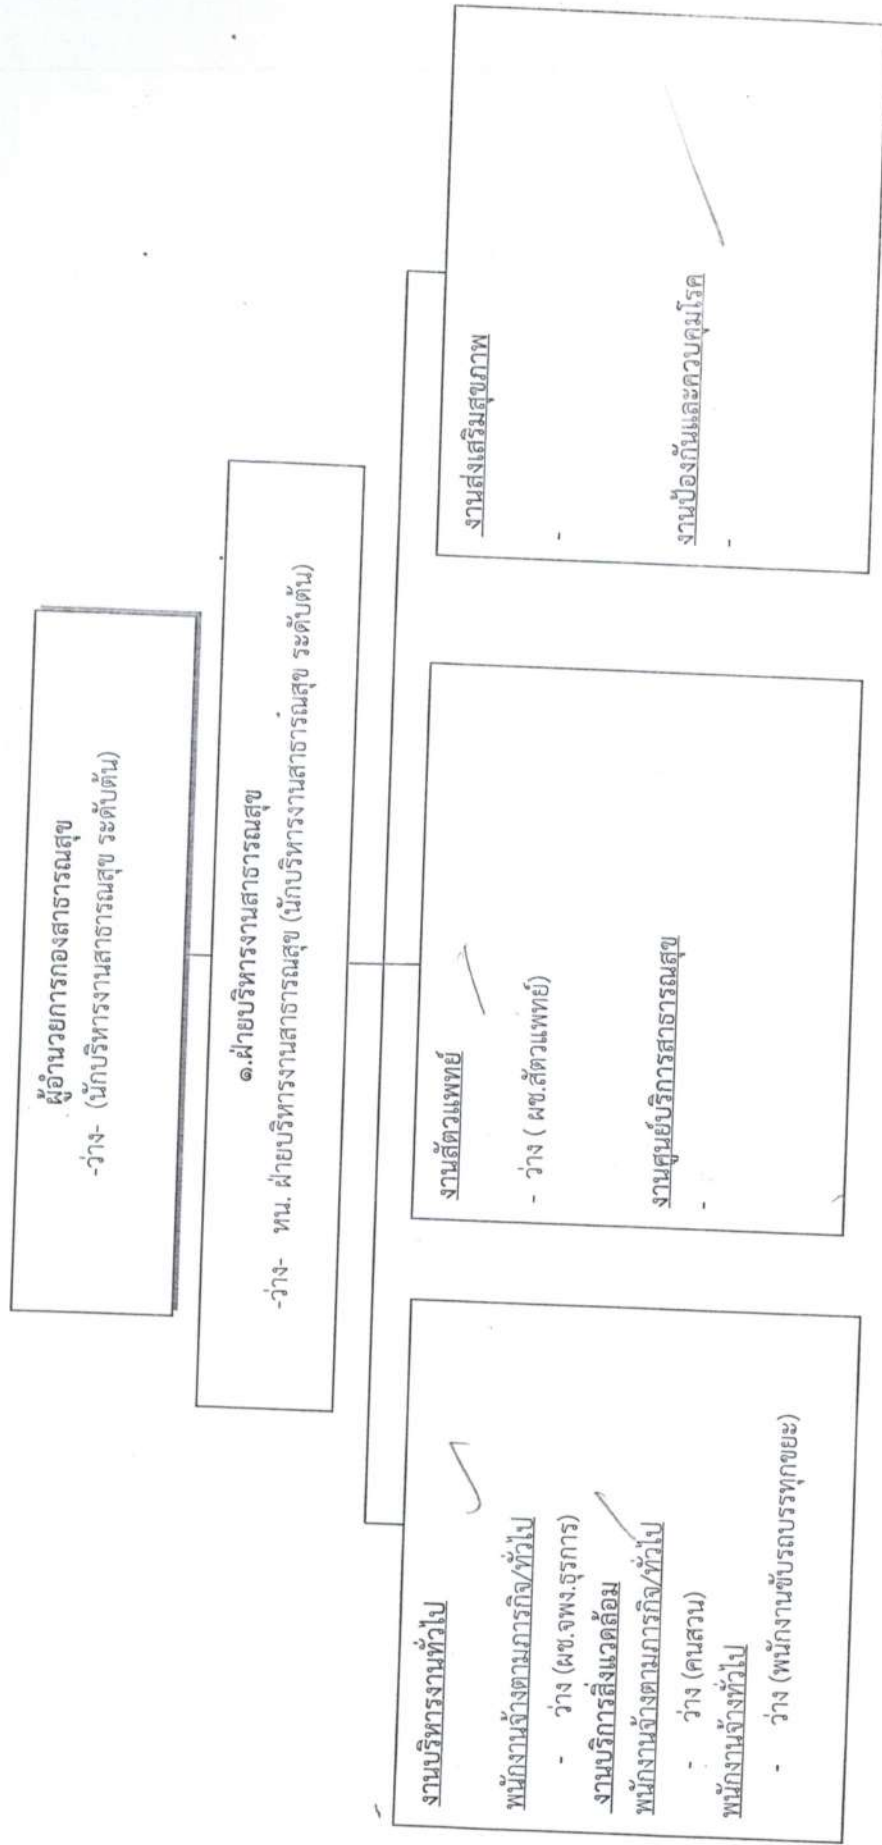 ผู้อำนวยการกองสาธารณสุข
-ว่าง- (นักบริหารงานสาธารณสุข ระดับต้น)
๑.ฝ่ายบริหารงานสาธารณสุข
-ว่าง- หน. ฝ่ายบริหารงานสาธารณสุข (นักบริหารงานสาธารณสุข ระดับต้น)
งานบริหารงานทั่วไป
พนักงานจ้างตามภารกิจ/ทั่วไป
- ว่าง (ผช.จพง.ธุรการ)
งานบริการสิ่งแวดล้อม
พนักงานจ้างตามภารกิจ/ทั่วไป
- ว่าง (คนสวน)
พนักงานจ้างทั่วไป
- ว่าง (พนักงานขับรถบรรทุกขยะ)
งานสัตวแพทย์
- ว่าง ( ผช.สัตวแพทย์)
งานศูนย์บริการสาธารณสุข
-
งานส่งเสริมสุขภาพ
-
งานป้องกันและควบคุมโรค
-